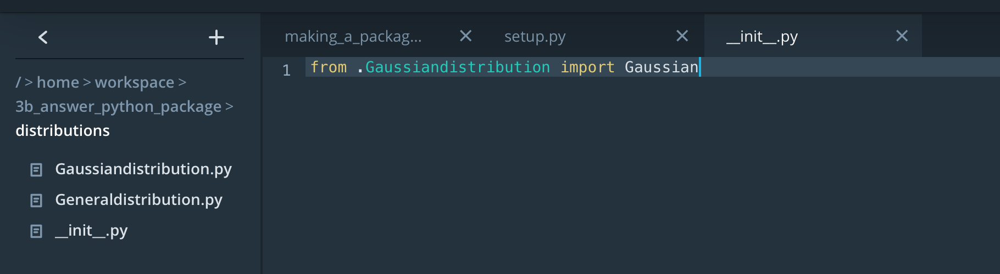 making_a_packag...
setup.py
__init__.py
/ > home > workspace >
3b_answer_python_package >
distributions
Gaussiandistribution.py
Generaldistribution.py
__init__.py
1 from .Gaussiandistribution import Gaussian